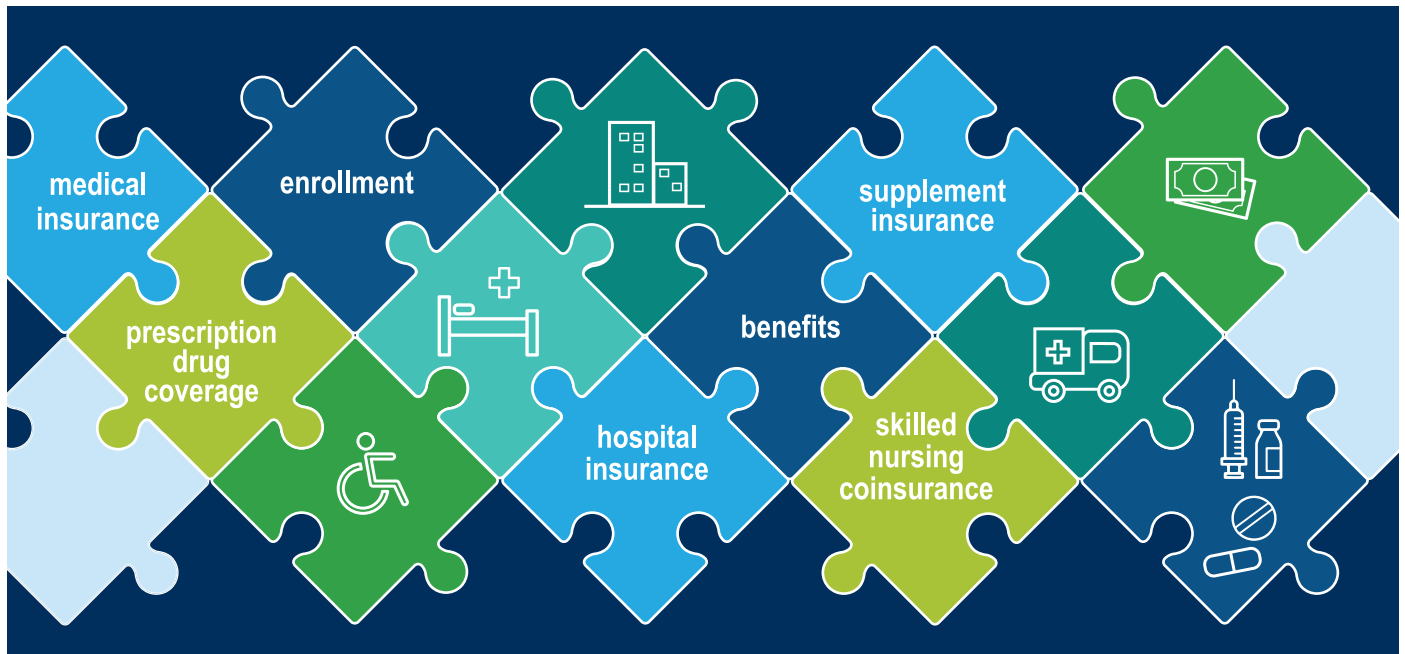 medical
insurance
enrollment
supplement
insurance
prescription
drug
coverage
benefits
hospital
insurance
skilled
nursing
coinsurance